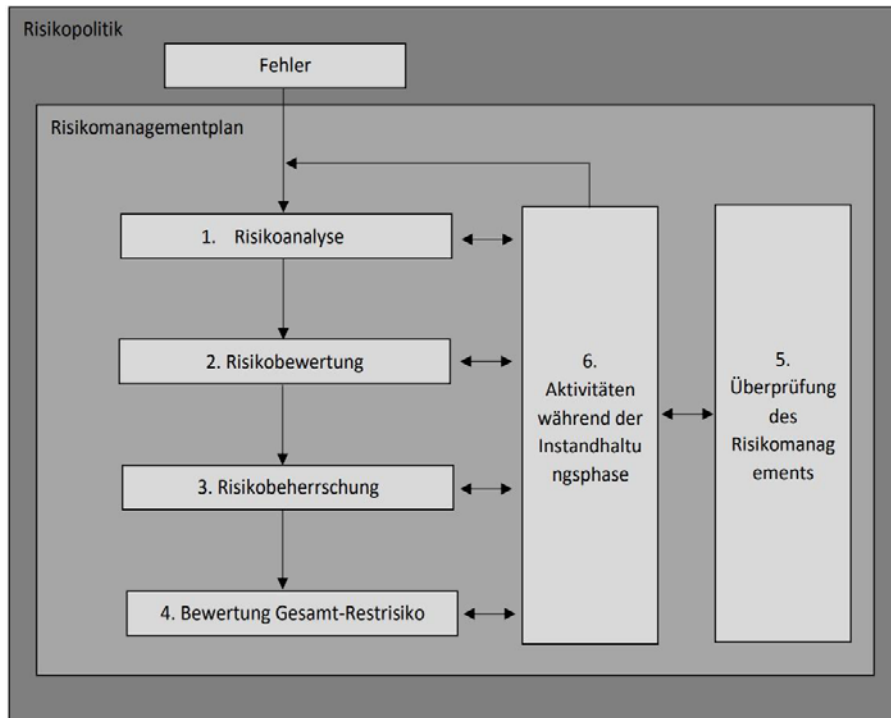 Risikopolitik
Fehler
Risikomanagementplan
1. Risikoanalyse
2. Risikobewertung
3. Risikobeherrschung
4. Bewertung Gesamt-Restrisiko
6.
Aktivitäten
während der
Instandhaltu
ngsphase
5.
Überprüfung
des
Risikomanag
ements